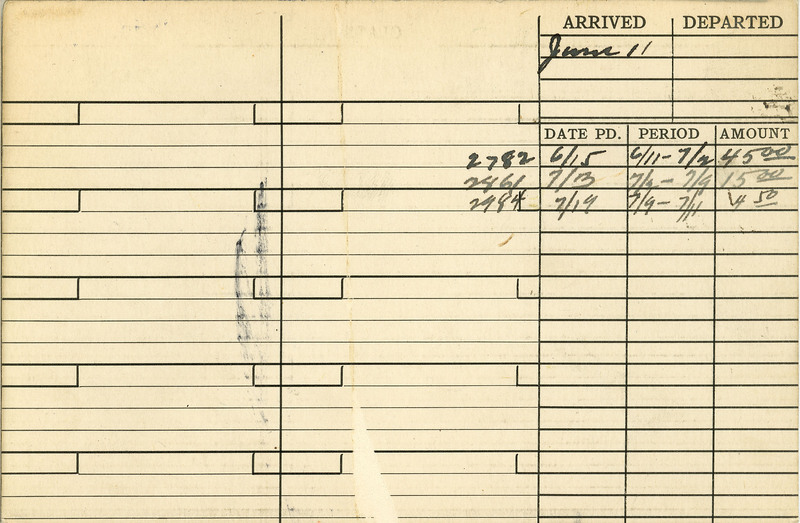 ARRIVED DEPARTED
June 11
DATE PD. PERIOD AMOUNT
2782 6/15 6/11 - 7/2 45 00
2861 7/13 7/2 - 7/9 15 00
2984 7/19 7/9 - 7/11 4 50